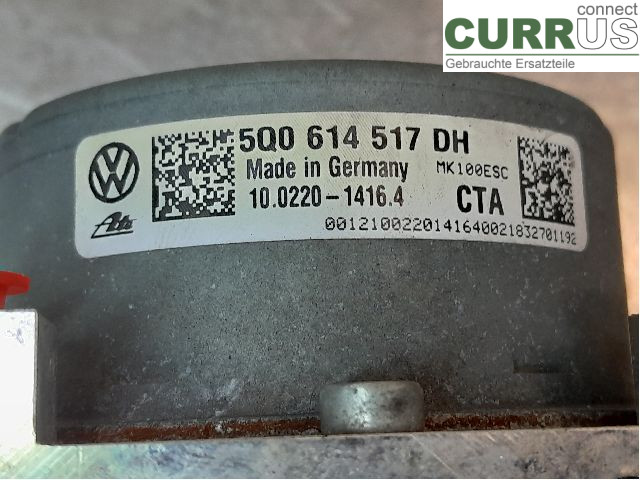 connect
CURRUS
Gebrauchte Ersatzteile
5Q0 614 517 DH
Made in Germany MK100ESC
10.0220-1416.4 CTA
Ate
0012100220141640021832701192